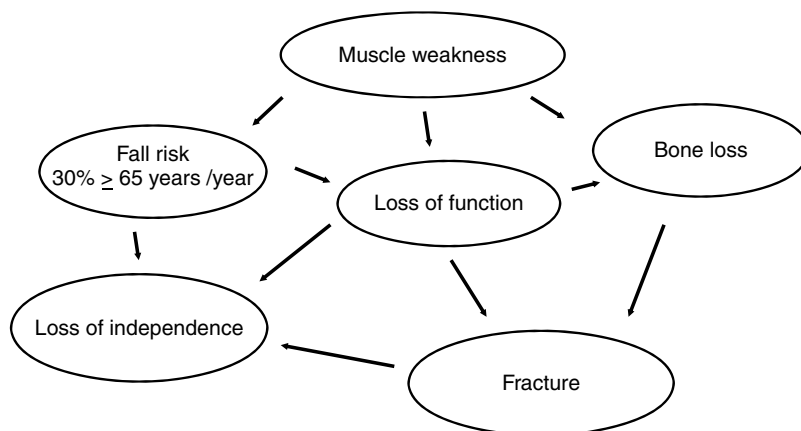 Muscle weakness
Fall risk
30% ≥ 65 years /year
Bone loss
Loss of function
Loss of independence
Fracture